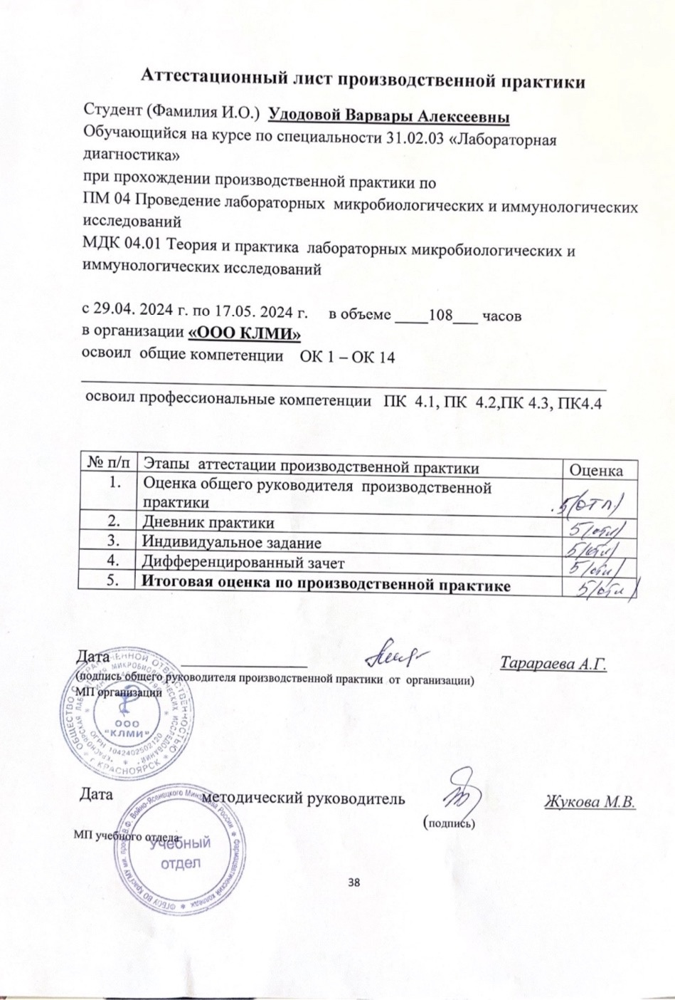 Аттестационный лист производственной практики
Студент (Фамилия И.О.) Удодовой Варвары Алексеевны
Обучающийся на курсе по специальности 31.02.03 «Лабораторная
диагностика»
при прохождении производственной практики по
ПМ 04 Проведение лабораторных микробиологических и иммунологических
исследований
МДК 04.01 Теория и практика лабораторных микробиологических и
иммунологических исследований
с 29.04. 2024 г. по 17.05. 2024 г. в объеме ____108___ часов
в организации «ООО КЛМИ»
освоил общие компетенции ОК 1 – ОК 14
освоил профессиональные компетенции ПК 4.1, ПК 4.2,ПК 4.3, ПК4.4
№ п/п Этапы аттестации производственной практики Оценка
1. Оценка общего руководителя производственной
практики 5(отл)
2. Дневник практики 5(отл)
3. Индивидуальное задание 5(отл)
4. Дифференцированный зачет 5(отл)
5. Итоговая оценка по производственной практике 5(отл)
Дата _______________ Тарараева А.Г.
(подпись общего руководителя производственной практики от организации)
МП организации
ОБЩЕСТВО С ОГРАНИЧЕННОЙ ОТВЕТСТВЕННОСТЬЮ
г КРАСНОЯРСК
МИКРОБИОЛОГИЧЕСКИХ ИССЛЕДОВАНИЙ
ООО
"КЛМИ"
ОГРН 1042402502120
Дата методический руководитель Жукова М.В.
(подпись)
МП учебного отдела
ФГБОУ ВО КрасГМУ им. проф. В.Ф. Войно-Ясенецкого Минздрава России
Фармацевтический колледж
Учебный
отдел
38